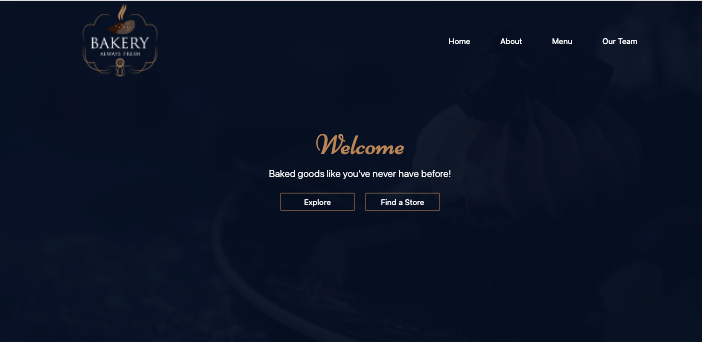 BAKERY
ALWAYS FRESH
Home About Menu Our Team
Welcome
Baked goods like you've never have before!
Explore Find a Store